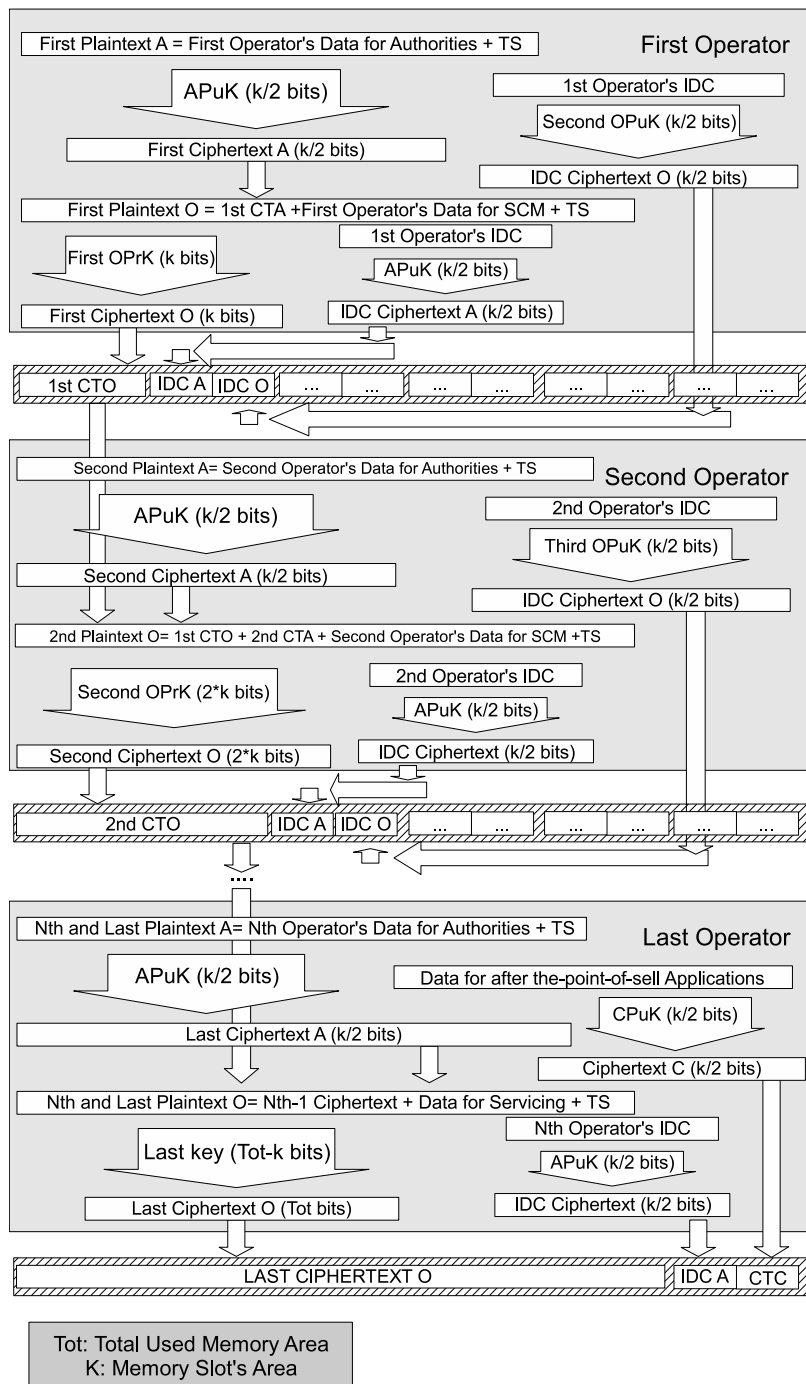 First Operator
First Plaintext A = First Operator's Data for Authorities + TS
APuK (k/2 bits)
1st Operator's IDC
Second OPuK (k/2 bits)
First Ciphertext A (k/2 bits)
IDC Ciphertext O (k/2 bits)
First Plaintext O = 1st CTA +First Operator's Data for SCM + TS
1st Operator's IDC
First OPrK (k bits)
APuK (k/2 bits)
First Ciphertext O (k bits)
IDC Ciphertext A (k/2 bits)
1st CTO IDC A IDC O ... ... ... ... ... ... ... ...
Second Operator
Second Plaintext A= Second Operator's Data for Authorities + TS
2nd Operator's IDC
APuK (k/2 bits)
Third OPuK (k/2 bits)
Second Ciphertext A (k/2 bits)
IDC Ciphertext O (k/2 bits)
2nd Plaintext O= 1st CTO + 2nd CTA + Second Operator's Data for SCM +TS
2nd Operator's IDC
Second OPrK (2*k bits)
APuK (k/2 bits)
Second Ciphertext O (2*k bits)
IDC Ciphertext (k/2 bits)
2nd CTO IDC A IDC O ... ... ... ... ... ...
....
Nth and Last Plaintext A= Nth Operator's Data for Authorities + TS
Last Operator
APuK (k/2 bits)
Data for after the-point-of-sell Applications
CPuK (k/2 bits)
Last Ciphertext A (k/2 bits)
Ciphertext C (k/2 bits)
Nth and Last Plaintext O= Nth-1 Ciphertext + Data for Servicing + TS
Nth Operator's IDC
Last key (Tot-k bits)
APuK (k/2 bits)
Last Ciphertext O (Tot bits)
IDC Ciphertext (k/2 bits)
LAST CIPHERTEXT O IDC A CTC
Tot: Total Used Memory Area
K: Memory Slot's Area